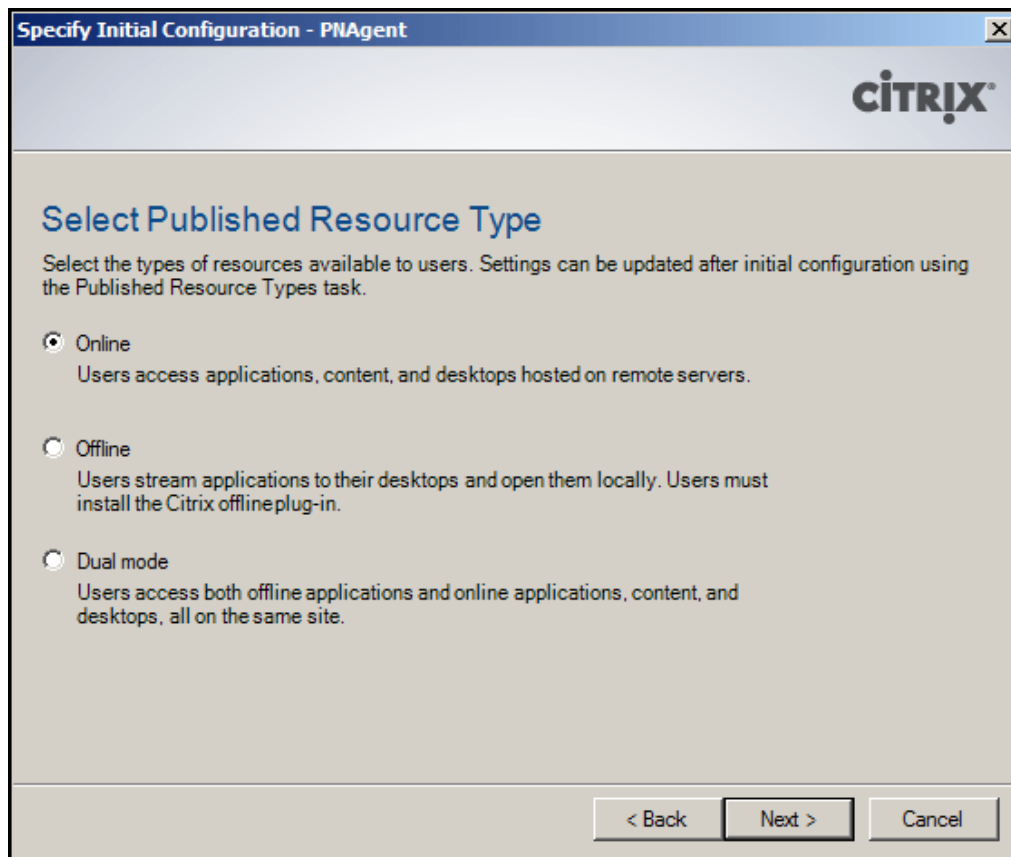 Specify Initial Configuration - PNAgent
CITRIX®
Select Published Resource Type
Select the types of resources available to users. Settings can be updated after initial configuration using
the Published Resource Types task.
Online
Users access applications, content, and desktops hosted on remote servers.
Offline
Users stream applications to their desktops and open them locally. Users must
install the Citrix offline plug-in.
Dual mode
Users access both offline applications and online applications, content, and
desktops, all on the same site.
< Back
Next >
Cancel